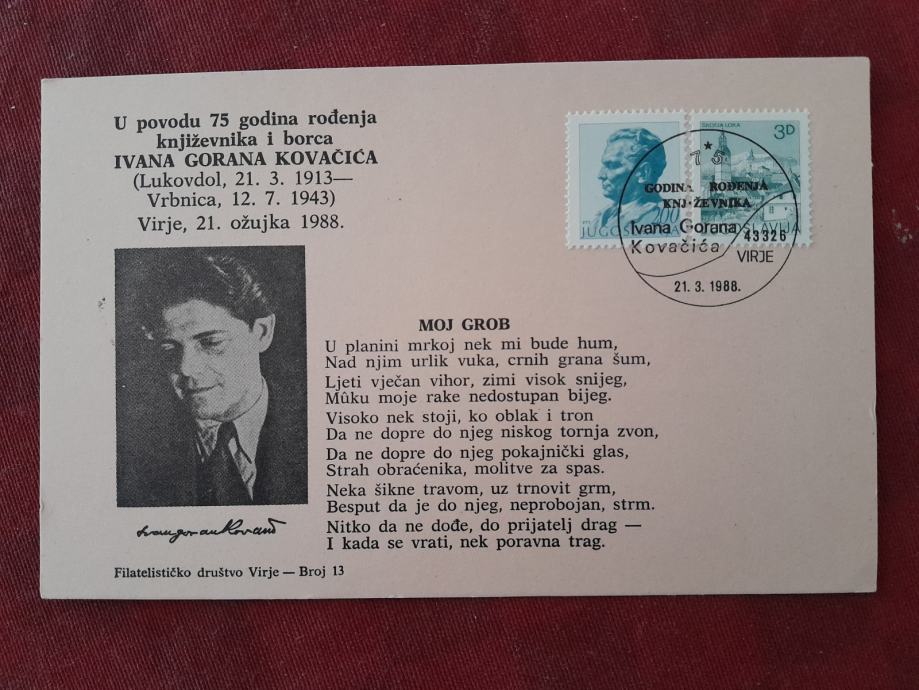 U povodu 75 godina rođenja
književnika i borca
IVANA GORANA KOVAČIĆA
(Lukovdol, 21. 3. 1913—
Vrbnica, 12. 7. 1943)
Virje, 21. ožujka 1988.
ŠKOFJA LOKA
3D
200
JUGOSLAVIJA
★
75
GODINA ROĐENJA
KNJ·ŽEVNIKA
Ivana Gorana
Kovačića
43326
VIRJE
21. 3. 1988.
MOJ GROB
U planini mrkoj nek mi bude hum,
Nad njim urlik vuka, crnih grana šum,
Ljeti vječan vihor, zimi visok snijeg,
Mûku moje rake nedostupan bijeg.
Visoko nek stoji, ko oblak i tron
Da ne dopre do njeg niskog tornja zvon,
Da ne dopre do njeg pokajnički glas,
Strah obraćenika, molitve za spas.
Neka šikne travom, uz trnovit grm,
Besput da je do njeg, neprobojan, strm.
Nitko da ne dođe, do prijatelj drag —
I kada se vrati, nek poravna trag.
Filatelističko društvo Virje — Broj 13